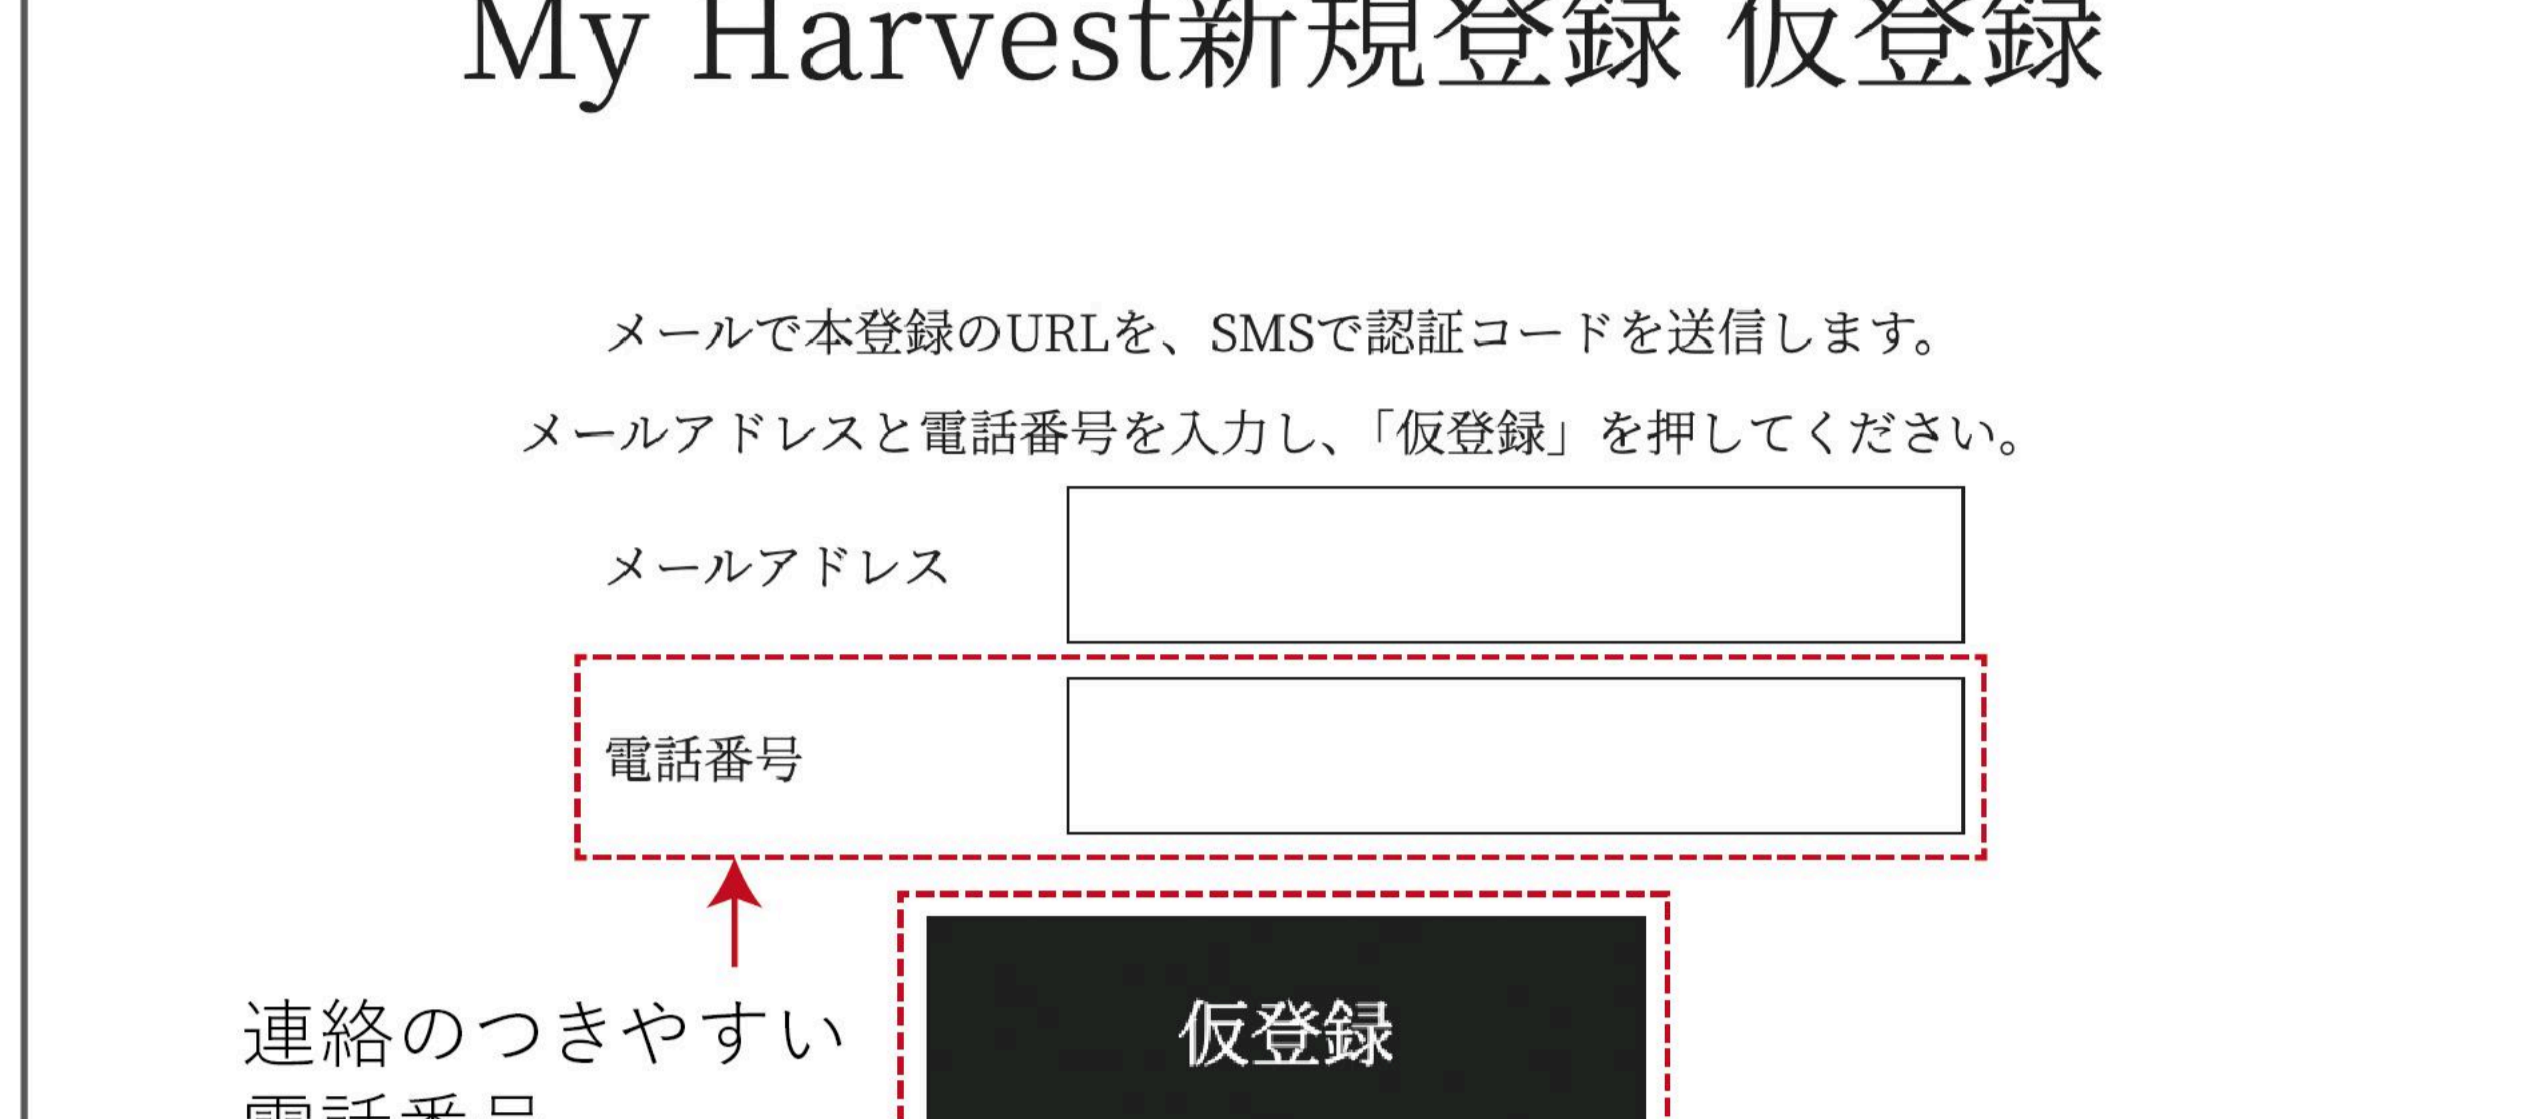 My Harvest新規登録 仮登録
メールで本登録のURLを、SMSで認証コードを送信します。
メールアドレスと電話番号を入力し、「仮登録」を押してください。
メールアドレス
電話番号
仮登録
連絡のつきやすい
電話番号